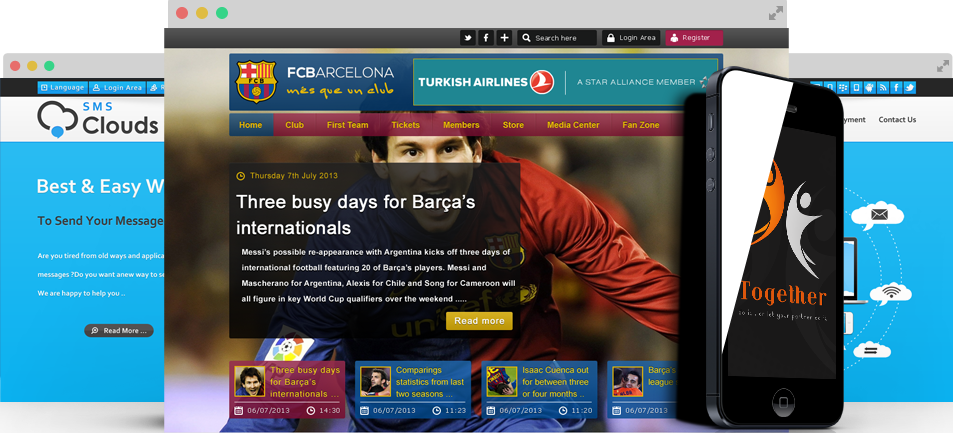 Search here
Login Area
Register
FCBARCELONA
més que un club
TURKISH AIRLINES
A STAR ALLIANCE MEMBER
Home
Club
First Team
Tickets
Members
Store
Media Center
Fan Zone
Thursday 7th July 2013
Three busy days for Barça's
internationals
Messi's possible re-appearance with Argentina kicks off three days of
international football featuring 20 of Barça's players. Messi and
Mascherano for Argentina, Alexis for Chile and Song for Cameroon will
all figure in key World Cup qualifiers over the weekend .....
Read more
unicef
Three busy days
for Barça's
internationals ...
06/07/2013
14:30
Comparings
statistics from last
two seasons ...
06/07/2013
11:23
Isaac Cuenca out
for between three
or four months ..
06/07/2013
11:20
Barça's
league
06/07/2013
Language
Login Area
SMS
Clouds
Best & Easy W
To Send Your Message
Are you tired from old ways and applic
messages ?Do you want anew way to se
We are happy to help you ..
Read More ...
yment
Contact Us
Together